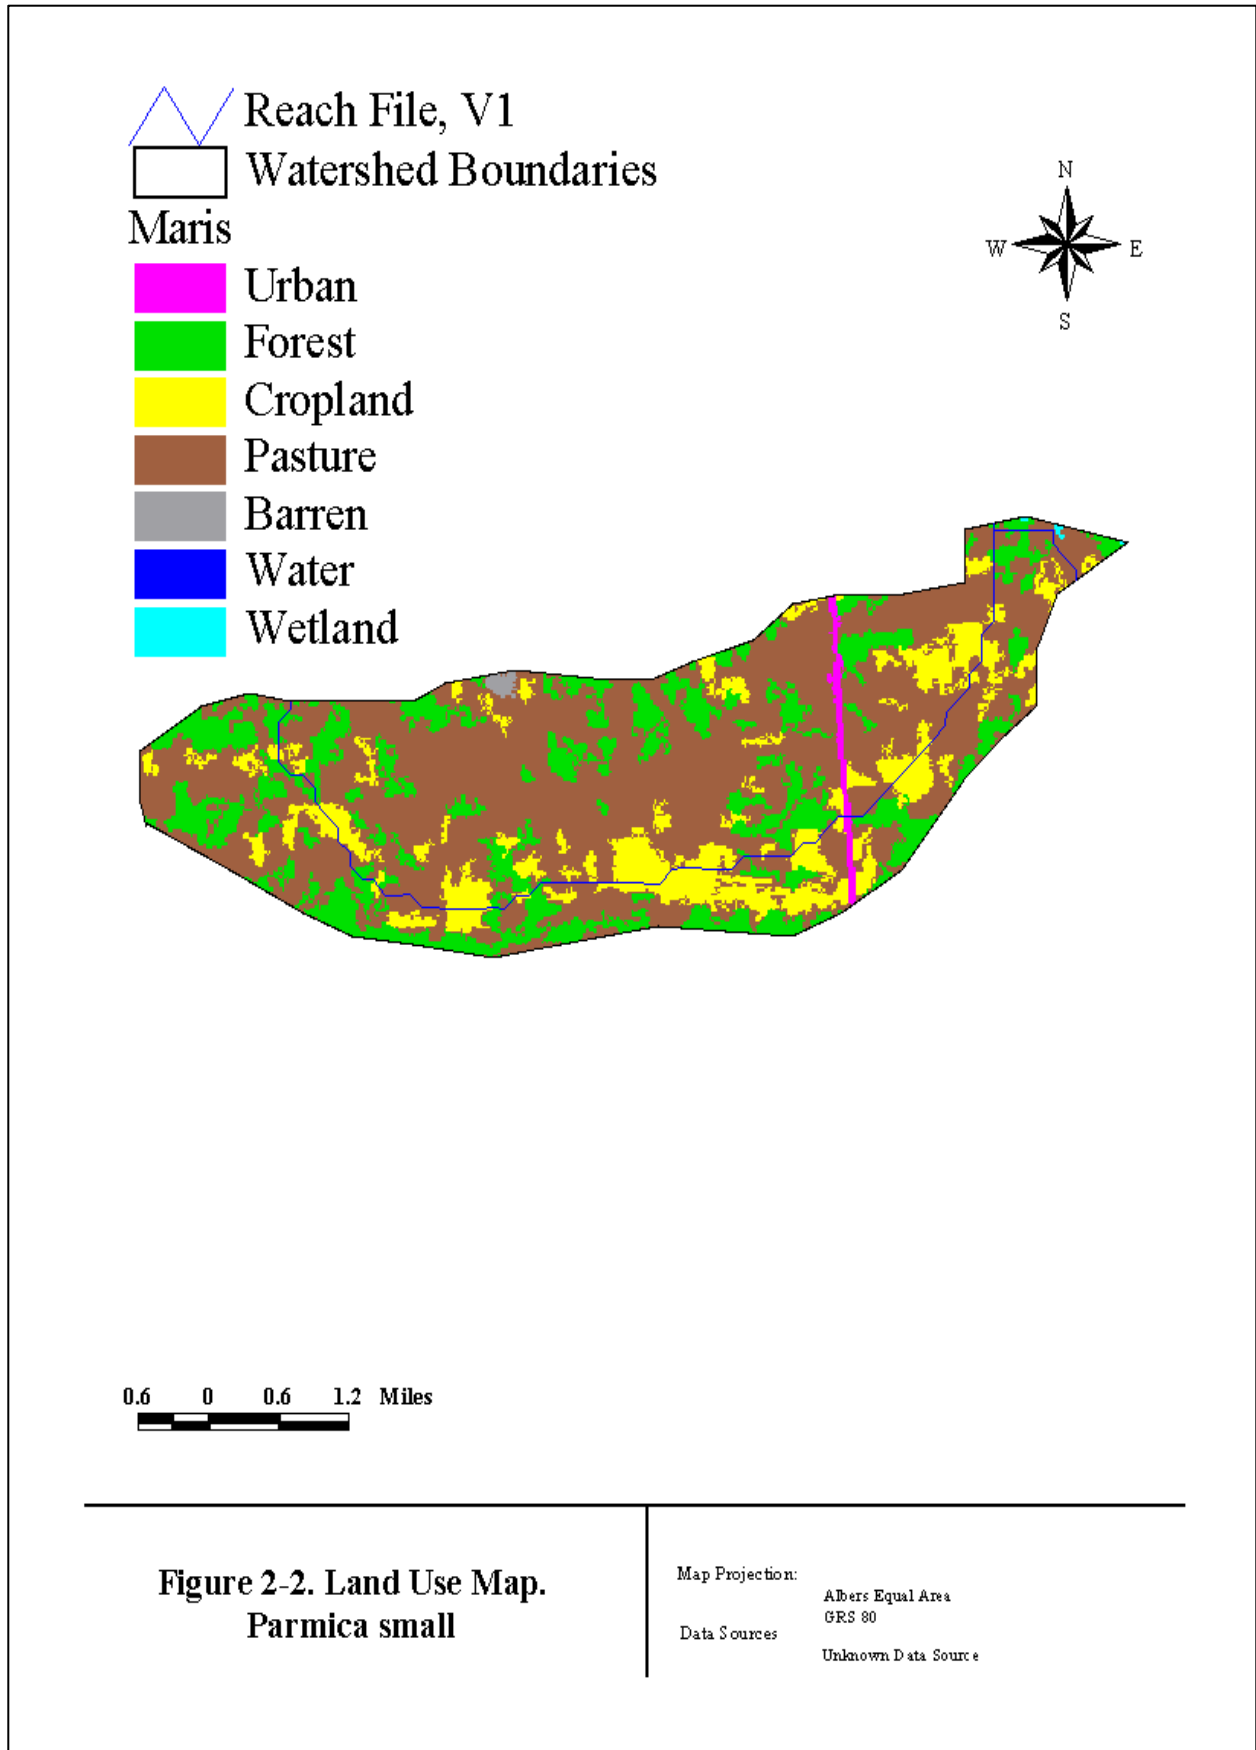 Reach File, V1
Watershed Boundaries
Maris
Urban
Forest
Cropland
Pasture
Barren
Water
Wetland
N
W E
S
0.6 0 0.6 1.2 Miles
Figure 2-2. Land Use Map.
Parmica small
Map Projection:
Albers Equal Area
GRS 80
Data Sources
Unknown Data Source